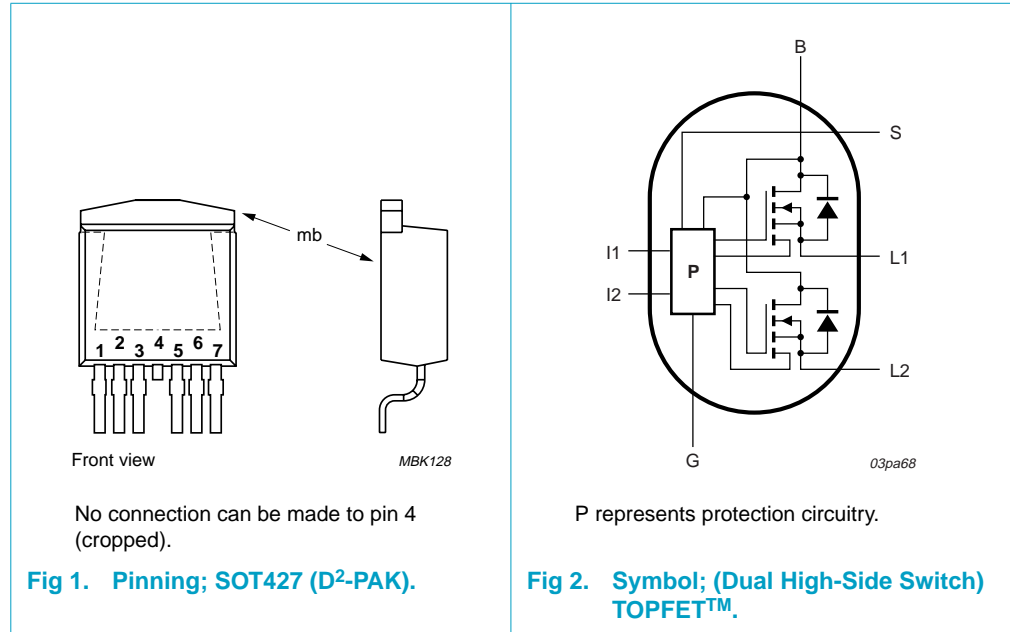 mb
1 2 3 4 5 6 7
Front view
MBK128
No connection can be made to pin 4
(cropped).
Fig 1. Pinning; SOT427 (D2-PAK).
B
S
I1
P
L1
I2
L2
G
03pa68
P represents protection circuitry.
Fig 2. Symbol; (Dual High-Side Switch)
TOPFETTM.